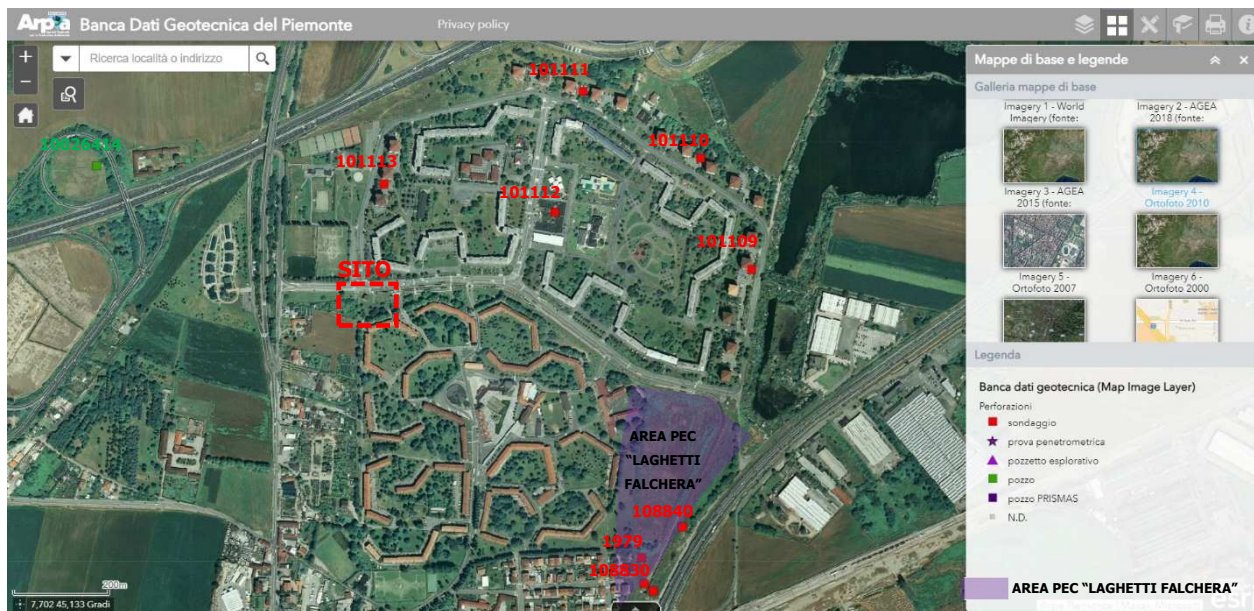 Arpa Banca Dati Geotecnica del Piemonte
Privacy policy
+
Ricerca località o indirizzo
−
10026414
101111
101110
101113
101112
101109
SITO
AREA PEC
“LAGHETTI
FALCHERA”
108840
1979
108830
200m
7,702 45,133 Gradi
Mappe di base e legende
Galleria mappe di base
Imagery 1 - World
Imagery (fonte:
Imagery 2 - AGEA
2018 (fonte:
Imagery 3 - AGEA
2015 (fonte:
Imagery 4 -
Ortofoto 2010
Imagery 5 -
Ortofoto 2007
Imagery 6 -
Ortofoto 2000
Legenda
Banca dati geotecnica (Map Image Layer)
Perforazioni
sondaggio
prova penetrometrica
pozzetto esplorativo
pozzo
pozzo PRISMAS
N.D.
AREA PEC “LAGHETTI FALCHERA”